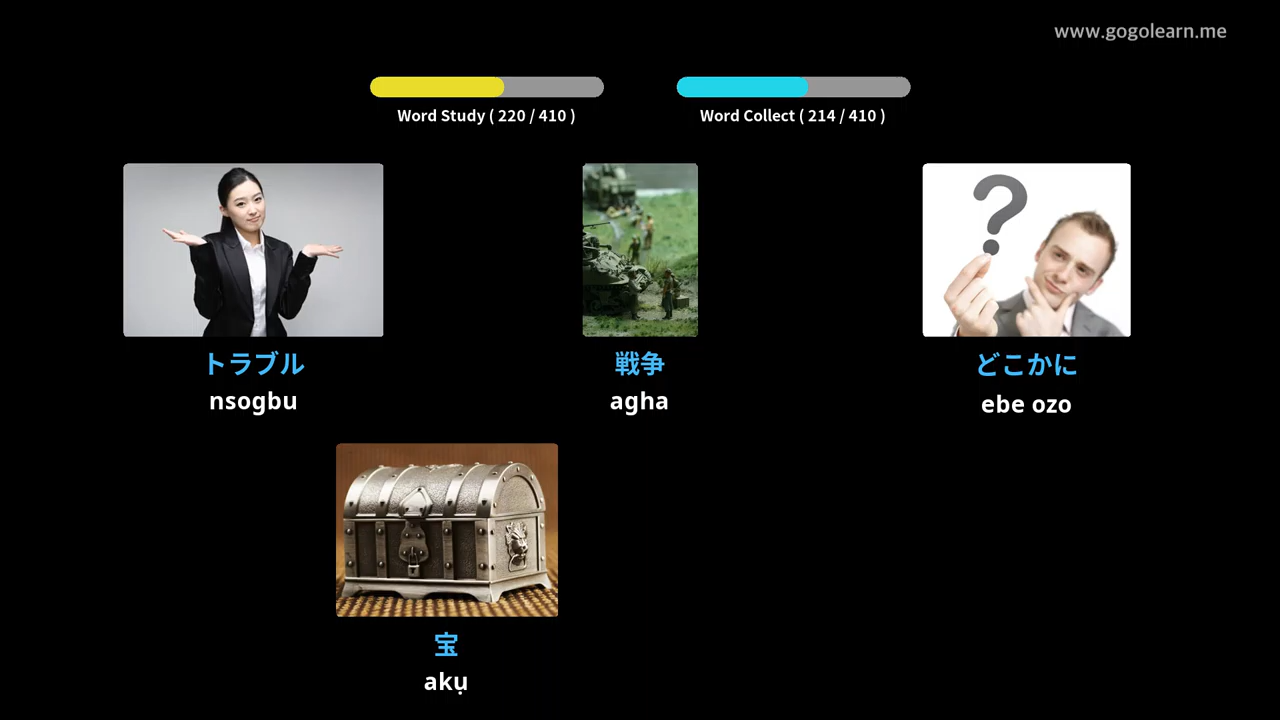 www.gogolearn.me
Word Study ( 220 / 410 )
Word Collect ( 214 / 410 )
トラブル
nsogbu
戦争
agha
どこかに
ebe ozo
宝
akụ